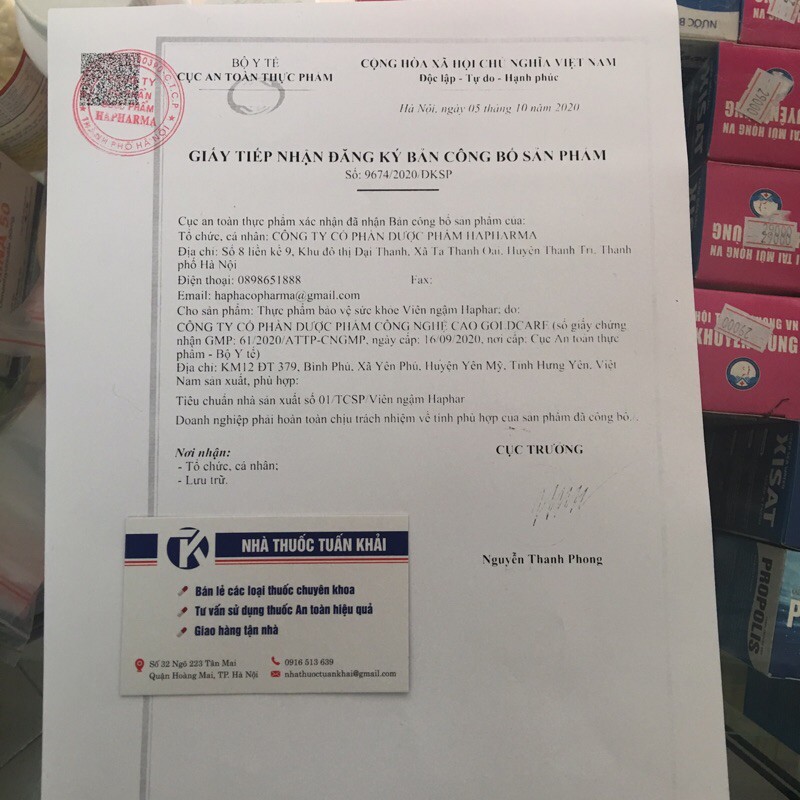 BỘ Y TẾ
CỤC AN TOÀN THỰC PHẨM
CỘNG HÒA XÃ HỘI CHỦ NGHĨA VIỆT NAM
Độc lập - Tự do - Hạnh phúc
Hà Nội, ngày 05 tháng 10 năm 2020
HAPHARMA
THÀNH PHỐ HÀ NỘI
GIẤY TIẾP NHẬN ĐĂNG KÝ BẢN CÔNG BỐ SẢN PHẨM
Số: 9674/2020/ĐKSP
Cục an toàn thực phẩm xác nhận đã nhận Bản công bố sản phẩm của:
Tổ chức, cá nhân: CÔNG TY CỔ PHẦN DƯỢC PHẨM HAPHARMA
Địa chỉ: Số 8 liền kề 9, Khu đô thị Đại Thanh, Xã Tả Thanh Oai, Huyện Thanh Trì, Thành
phố Hà Nội
Điện thoại: 0898651888 Fax:
Email: haphacopharma@gmail.com
Cho sản phẩm: Thực phẩm bảo vệ sức khỏe Viên ngậm Haphar; do:
CÔNG TY CỔ PHẦN DƯỢC PHẨM CÔNG NGHỆ CAO GOLDCARE (số giấy chứng
nhận GMP: 61/2020/ATTP-CNGMP, ngày cấp: 16/09/2020, nơi cấp: Cục An toàn thực
phẩm - Bộ Y tế)
Địa chỉ: KM12 ĐT 379, Bình Phú, Xã Yên Phú, Huyện Yên Mỹ, Tỉnh Hưng Yên, Việt
Nam sản xuất, phù hợp:
Tiêu chuẩn nhà sản xuất số 01/TCSP/Viên ngậm Haphar
Doanh nghiệp phải hoàn toàn chịu trách nhiệm về tính phù hợp của sản phẩm đã công bố./.
Nơi nhận:
- Tổ chức, cá nhân;
- Lưu trữ.
CỤC TRƯỞNG
Nguyễn Thanh Phong
TK
NHÀ THUỐC TUẤN KHẢI
Bán lẻ các loại thuốc chuyên khoa
Tư vấn sử dụng thuốc An toàn hiệu quả
Giao hàng tận nhà
Số 32 Ngõ 223 Tân Mai
Quận Hoàng Mai, TP. Hà Nội
0916 513 639
nhathuoctuankhai@gmail.com
NƯỚC B
XISAT
29000
XISAT
PROPOLIS